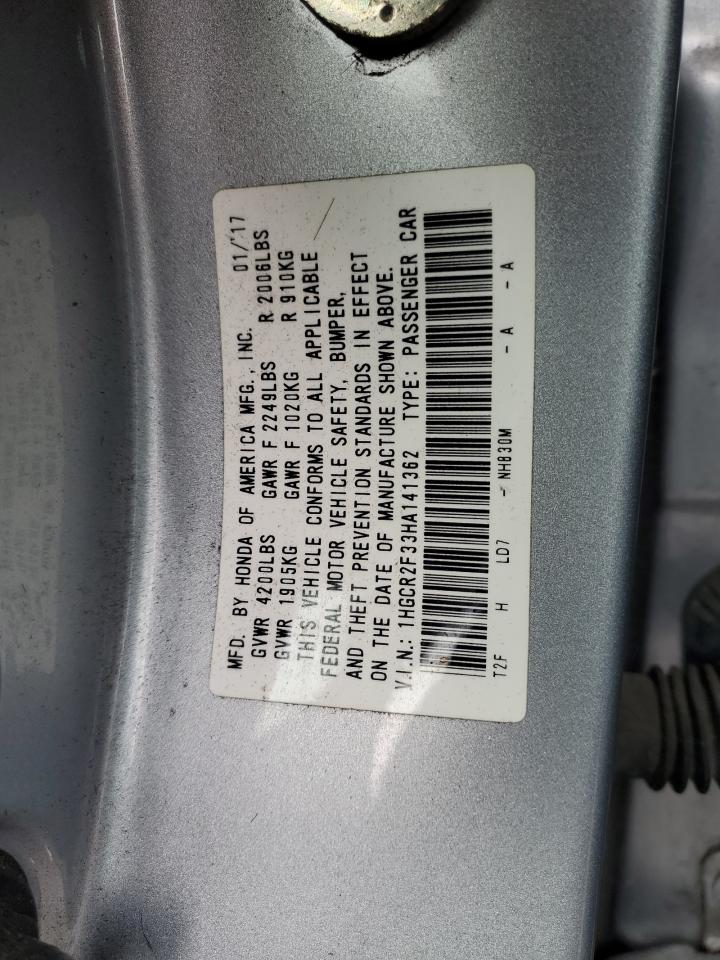 MFD. BY HONDA OF AMERICA MFG., INC. 01/'17
GVWR 4200LBS GAWR F 2249LBS R 2006LBS
GVWR 1905KG GAWR F 1020KG R 910KG
THIS VEHICLE CONFORMS TO ALL APPLICABLE
FEDERAL MOTOR VEHICLE SAFETY, BUMPER,
AND THEFT PREVENTION STANDARDS IN EFFECT
ON THE DATE OF MANUFACTURE SHOWN ABOVE.
V.I.N.: 1HGCR2F33HA141362 TYPE: PASSENGER CAR
T2F H LD7 - NH830M - A - A